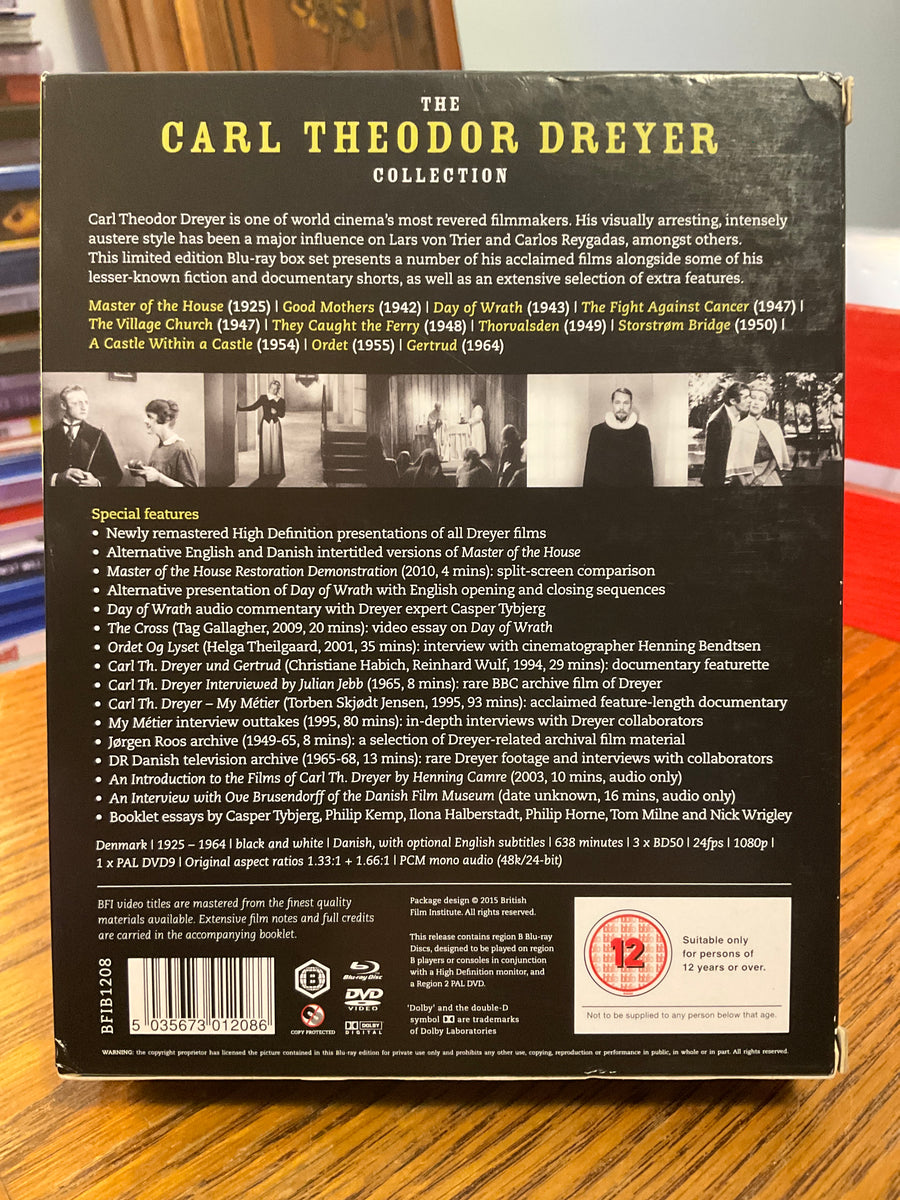 THE
CARL THEODOR DREYER
COLLECTION
Carl Theodor Dreyer is one of world cinema's most revered filmmakers. His visually arresting, intensely
austere style has been a major influence on Lars von Trier and Carlos Reygadas, amongst others.
This limited edition Blu-ray box set presents a number of his acclaimed films alongside some of his
lesser-known fiction and documentary shorts, as well as an extensive selection of extra features.
Master of the House (1925) | Good Mothers (1942) | Day of Wrath (1943) | The Fight Against Cancer (1947) |
The Village Church (1947) | They Caught the Ferry (1948) | Thorvalsden (1949) | Storstrøm Bridge (1950) |
A Castle Within a Castle (1954) | Ordet (1955) | Gertrud (1964)
Special features
• Newly remastered High Definition presentations of all Dreyer films
• Alternative English and Danish intertitled versions of Master of the House
• Master of the House Restoration Demonstration (2010, 4 mins): split-screen comparison
• Alternative presentation of Day of Wrath with English opening and closing sequences
• Day of Wrath audio commentary with Dreyer expert Casper Tybjerg
• The Cross (Tag Gallagher, 2009, 20 mins): video essay on Day of Wrath
• Ordet Og Lyset (Helga Theilgaard, 2001, 35 mins): interview with cinematographer Henning Bendtsen
• Carl Th. Dreyer und Gertrud (Christiane Habich, Reinhard Wulf, 1994, 29 mins): documentary featurette
• Carl Th. Dreyer Interviewed by Julian Jebb (1965, 8 mins): rare BBC archive film of Dreyer
• Carl Th. Dreyer – My Métier (Torben Skjødt Jensen, 1995, 93 mins): acclaimed feature-length documentary
• My Métier interview outtakes (1995, 80 mins): in-depth interviews with Dreyer collaborators
• Jørgen Roos archive (1949-65, 8 mins): a selection of Dreyer-related archival film material
• DR Danish television archive (1965-68, 13 mins): rare Dreyer footage and interviews with collaborators
• An Introduction to the Films of Carl Th. Dreyer by Henning Camre (2003, 10 mins, audio only)
• An Interview with Ove Brusendorff of the Danish Film Museum (date unknown, 16 mins, audio only)
• Booklet essays by Casper Tybjerg, Philip Kemp, Ilona Halberstadt, Philip Horne, Tom Milne and Nick Wrigley
Denmark | 1925 – 1964 | black and white | Danish, with optional English subtitles | 638 minutes | 3 x BD50 | 24fps | 1080p |
1 x PAL DVD9 | Original aspect ratios 1.33:1 + 1.66:1 | PCM mono audio (48k/24-bit)
BFI video titles are mastered from the finest quality
materials available. Extensive film notes and full credits
are carried in the accompanying booklet.
BFIB1208
5 035673 012086
B
COPY PROTECTED
Blu-ray Disc
DVD
VIDEO
DOLBY
DIGITAL
Package design © 2015 British
Film Institute. All rights reserved.
This release contains region B Blu-ray
Discs, designed to be played on region
B players or consoles in conjunction
with a High Definition monitor, and
a Region 2 PAL DVD.
'Dolby' and the double-D
symbol are trademarks
of Dolby Laboratories
12
Suitable only
for persons of
12 years or over.
Not to be supplied to any person below that age.
WARNING: the copyright proprietor has licensed the picture contained in this Blu-ray edition for private use only and prohibits any other use, copying, reproduction or performance in public, in whole or in part. All rights reserved.